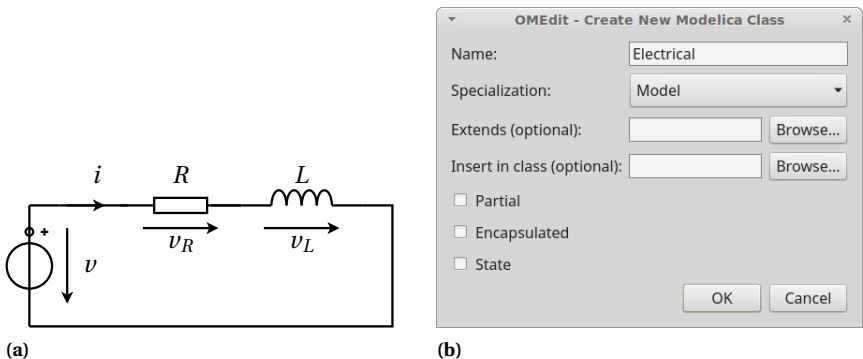 i
R
L
+
v_R
v_L
v
(a)
OMEdit - Create New Modelica Class
Name:
Electrical
Specialization:
Model
Extends (optional):
Browse...
Insert in class (optional):
Browse...
Partial
Encapsulated
State
OK
Cancel
(b)